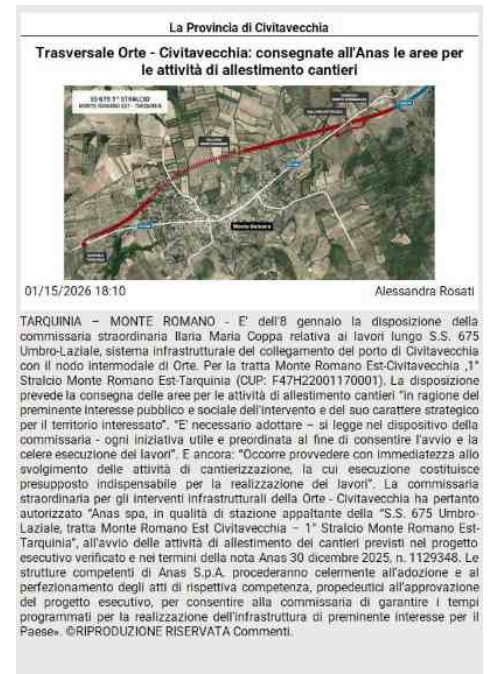 La Provincia di Civitavecchia
Trasversale Orte - Civitavecchia: consegnate all'Anas le aree per
le attività di allestimento cantieri
SS 675 1° STRALCIO
MONTE ROMANO EST - TARQUINIA
Monte Romano
01/15/2026 18:10
Alessandra Rosati
TARQUINIA – MONTE ROMANO - E' dell'8 gennaio la disposizione della
commissaria straordinaria Ilaria Maria Coppa relativa ai lavori lungo S.S. 675
Umbro-Laziale, sistema infrastrutturale del collegamento del porto di Civitavecchia
con il nodo intermodale di Orte. Per la tratta Monte Romano Est-Civitavecchia ,1°
Stralcio Monte Romano Est-Tarquinia (CUP: F47H22001170001). La disposizione
prevede la consegna delle aree per le attività di allestimento cantieri "in ragione del
preminente interesse pubblico e sociale dell'intervento e del suo carattere strategico
per il territorio interessato". "E' necessario adottare – si legge nel dispositivo della
commissaria - ogni iniziativa utile e preordinata al fine di consentire l'avvio e la
celere esecuzione dei lavori". E ancora: "Occorre provvedere con immediatezza allo
svolgimento delle attività di cantierizzazione, la cui esecuzione costituisce
presupposto indispensabile per la realizzazione dei lavori". La commissaria
straordinaria per gli interventi infrastrutturali della Orte - Civitavecchia ha pertanto
autorizzato "Anas spa, in qualità di stazione appaltante della "S.S. 675 Umbro-
Laziale, tratta Monte Romano Est Civitavecchia – 1° Stralcio Monte Romano Est-
Tarquinia", all'avvio delle attività di allestimento dei cantieri previsti nel progetto
esecutivo verificato e nei termini della nota Anas 30 dicembre 2025, n. 1129348. Le
strutture competenti di Anas S.p.A. procederanno celermente all'adozione e al
perfezionamento degli atti di rispettiva competenza, propedeutici all'approvazione
del progetto esecutivo, per consentire alla commissaria di garantire i tempi
programmati per la realizzazione dell'infrastruttura di preminente interesse per il
Paese». ©RIPRODUZIONE RISERVATA Commenti.